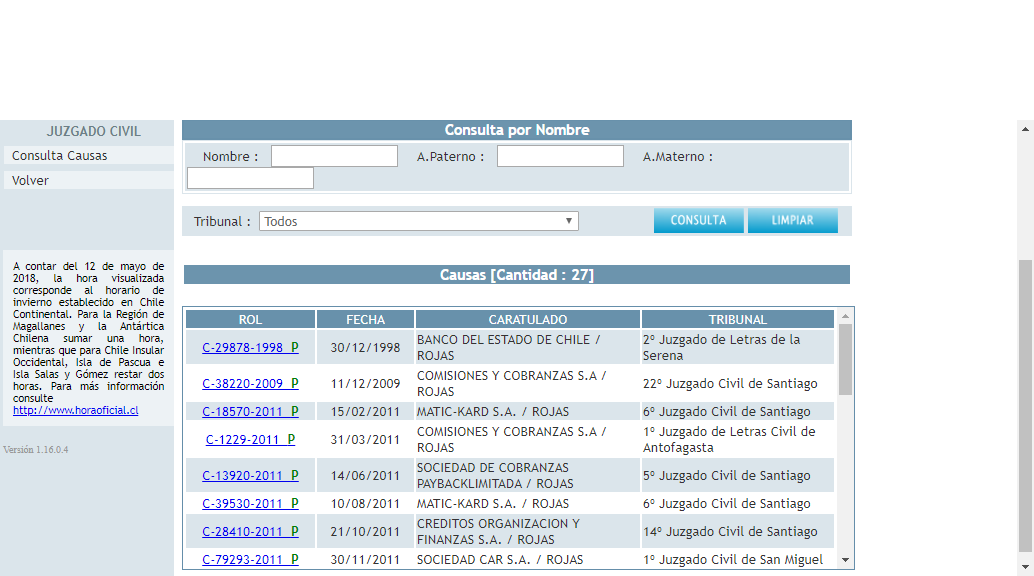 JUZGADO CIVIL
Consulta Causas
Volver
A contar del 12 de mayo de
2018, la hora visualizada
corresponde al horario de
invierno establecido en Chile
Continental. Para la Región de
Magallanes y la Antártica
Chilena sumar una hora,
mientras que para Chile Insular
Occidental, Isla de Pascua e
Isla Salas y Gómez restar dos
horas. Para más información
consulte
http://www.horaoficial.cl
Versión 1.16.0.4
Consulta por Nombre
Nombre : A.Paterno : A.Materno :
Tribunal : Todos CONSULTA LIMPIAR
Causas [Cantidad : 27]
ROL FECHA CARATULADO TRIBUNAL
C-29878-1998 P 30/12/1998 BANCO DEL ESTADO DE CHILE / 2º Juzgado de Letras de la
ROJAS Serena
C-38220-2009 P 11/12/2009 COMISIONES Y COBRANZAS S.A / 22º Juzgado Civil de Santiago
ROJAS
C-18570-2011 P 15/02/2011 MATIC-KARD S.A. / ROJAS 6º Juzgado Civil de Santiago
C-1229-2011 P 31/03/2011 COMISIONES Y COBRANZAS S.A / 1º Juzgado de Letras Civil de
ROJAS Antofagasta
C-13920-2011 P 14/06/2011 SOCIEDAD DE COBRANZAS 5º Juzgado Civil de Santiago
PAYBACKLIMITADA / ROJAS
C-39530-2011 P 10/08/2011 MATIC-KARD S.A. / ROJAS 6º Juzgado Civil de Santiago
C-28410-2011 P 21/10/2011 CREDITOS ORGANIZACION Y 14º Juzgado Civil de Santiago
FINANZAS S.A. / ROJAS
C-79293-2011 P 30/11/2011 SOCIEDAD CAR S.A. / ROJAS 1º Juzgado Civil de San Miguel